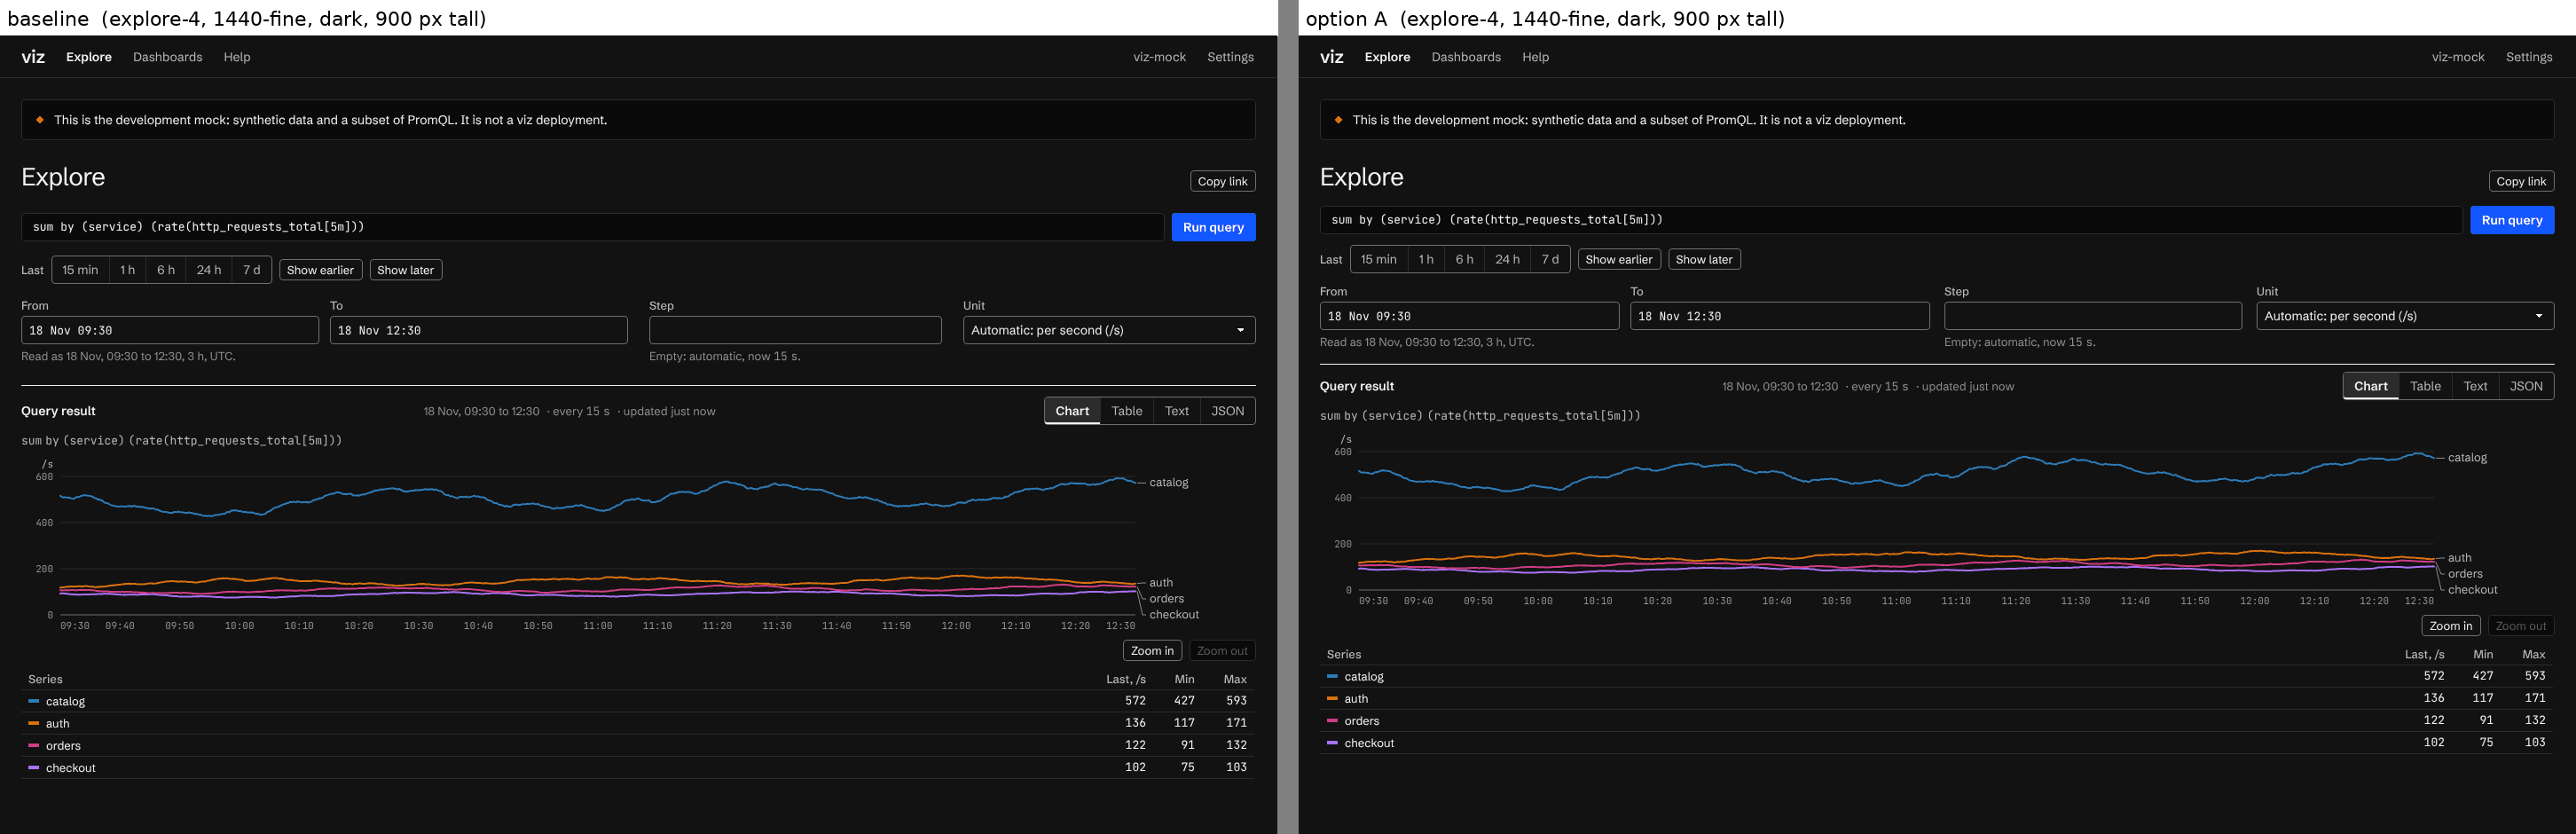 baseline  (explore-4, 1440-fine, dark, 900 px tall)
viz Explore Dashboards Help viz-mock Settings
This is the development mock: synthetic data and a subset of PromQL. It is not a viz deployment.
Explore Copy link
sum by (service) (rate(http_requests_total[5m])) Run query
Last 15 min 1 h 6 h 24 h 7 d Show earlier Show later
From To Step Unit
18 Nov 09:30 18 Nov 12:30 Automatic: per second (/s)
Read as 18 Nov, 09:30 to 12:30, 3 h, UTC. Empty: automatic, now 15 s.
Query result 18 Nov, 09:30 to 12:30 · every 15 s · updated just now Chart Table Text JSON
sum by (service) (rate(http_requests_total[5m]))
/s
600
catalog
400
200
auth
orders
0 checkout
09:30 09:40 09:50 10:00 10:10 10:20 10:30 10:40 10:50 11:00 11:10 11:20 11:30 11:40 11:50 12:00 12:10 12:20 12:30
Zoom in Zoom out
Series Last, /s Min Max
catalog 572 427 593
auth 136 117 171
orders 122 91 132
checkout 102 75 103
option A  (explore-4, 1440-fine, dark, 900 px tall)
viz Explore Dashboards Help viz-mock Settings
This is the development mock: synthetic data and a subset of PromQL. It is not a viz deployment.
Explore Copy link
sum by (service) (rate(http_requests_total[5m])) Run query
Last 15 min 1 h 6 h 24 h 7 d Show earlier Show later
From To Step Unit
18 Nov 09:30 18 Nov 12:30 Automatic: per second (/s)
Read as 18 Nov, 09:30 to 12:30, 3 h, UTC. Empty: automatic, now 15 s.
Query result 18 Nov, 09:30 to 12:30 · every 15 s · updated just now Chart Table Text JSON
sum by (service) (rate(http_requests_total[5m]))
/s
600
catalog
400
200
auth
orders
0 checkout
09:30 09:40 09:50 10:00 10:10 10:20 10:30 10:40 10:50 11:00 11:10 11:20 11:30 11:40 11:50 12:00 12:10 12:20 12:30
Zoom in Zoom out
Series Last, /s Min Max
catalog 572 427 593
auth 136 117 171
orders 122 91 132
checkout 102 75 103